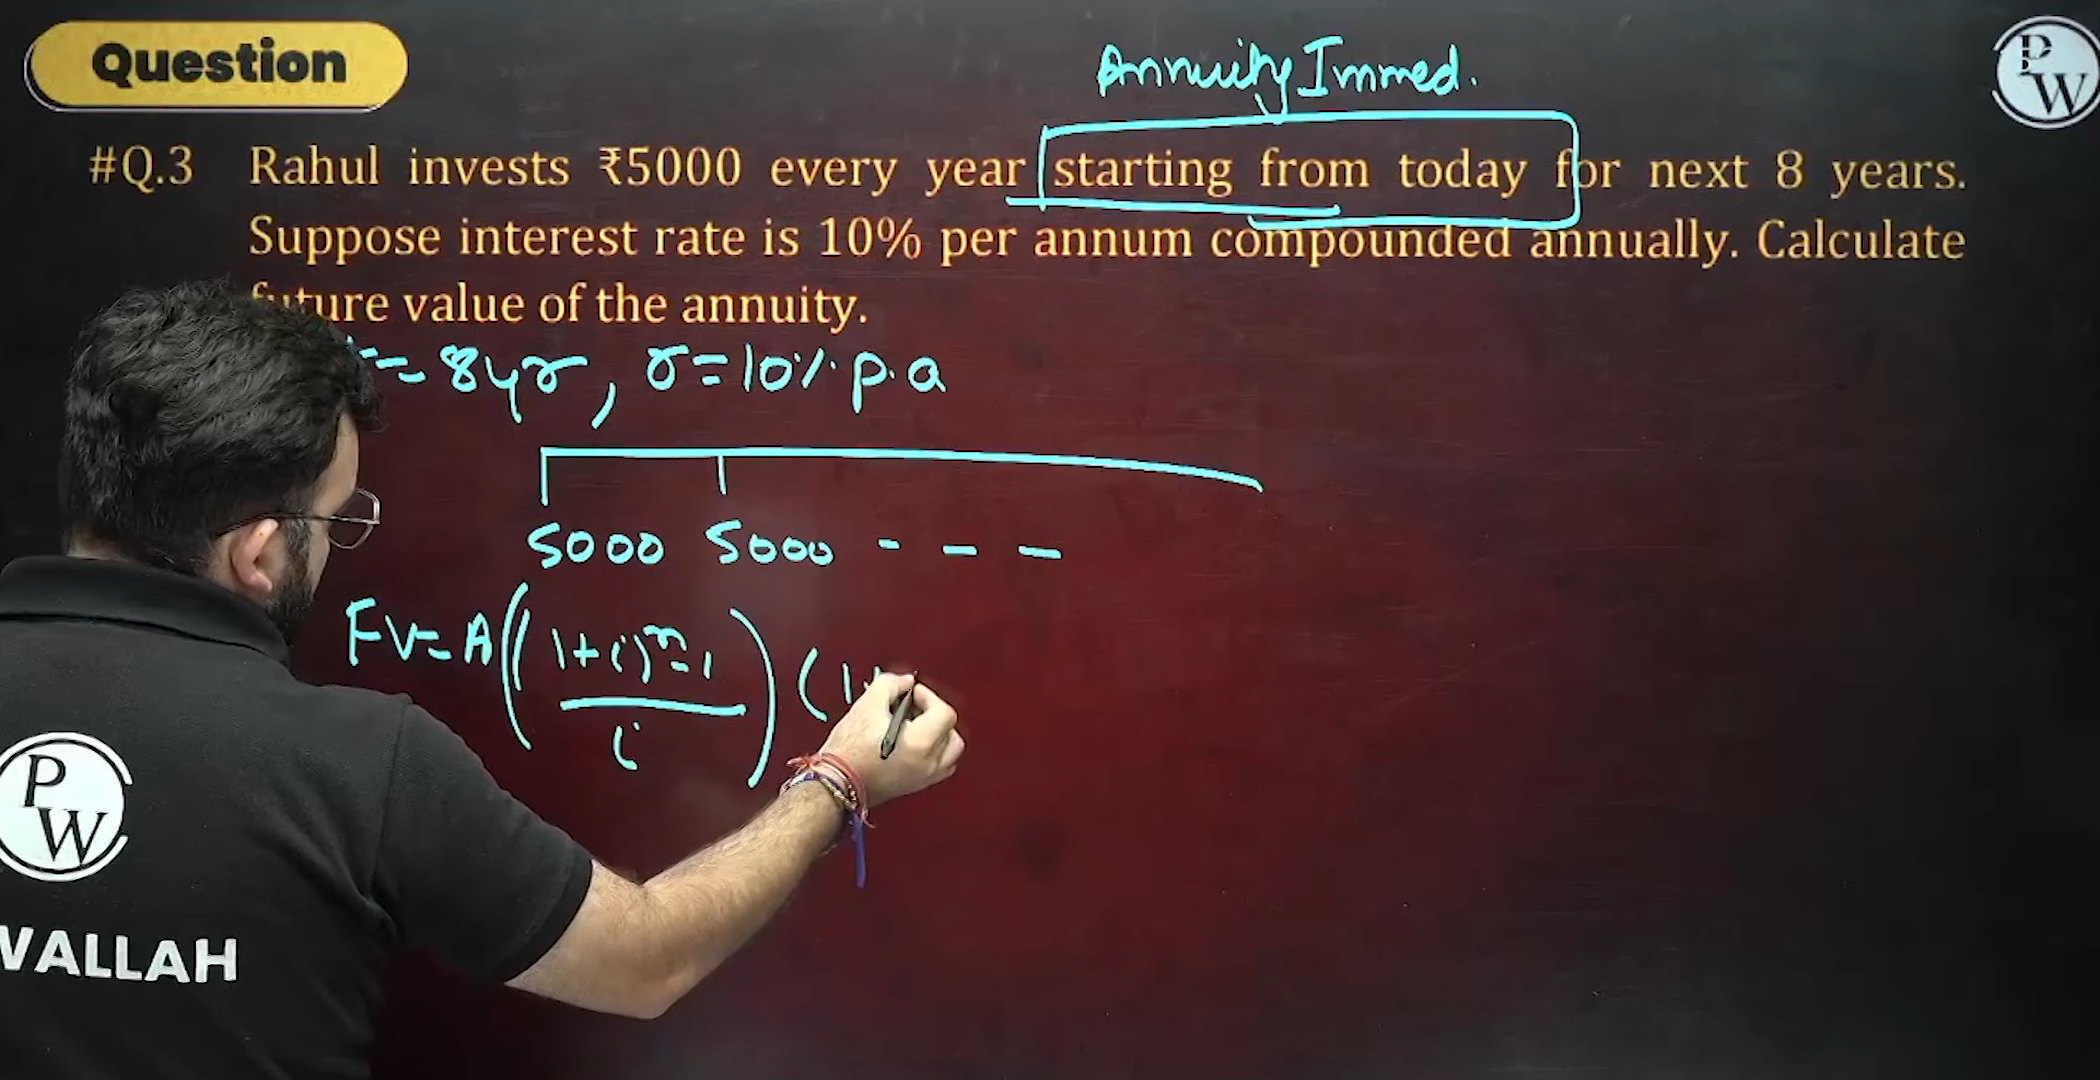 Question
Annuity Immed.
PW
#Q.3 Rahul invests ₹5000 every year starting from today for next 8 years.
Suppose interest rate is 10% per annum compounded annually. Calculate
future value of the annuity.
= 8yr, r = 10% p.a
5000 5000 - - -
FV = A ( (1+i)^n - 1 / i ) ( 1+
PW
WALLAH